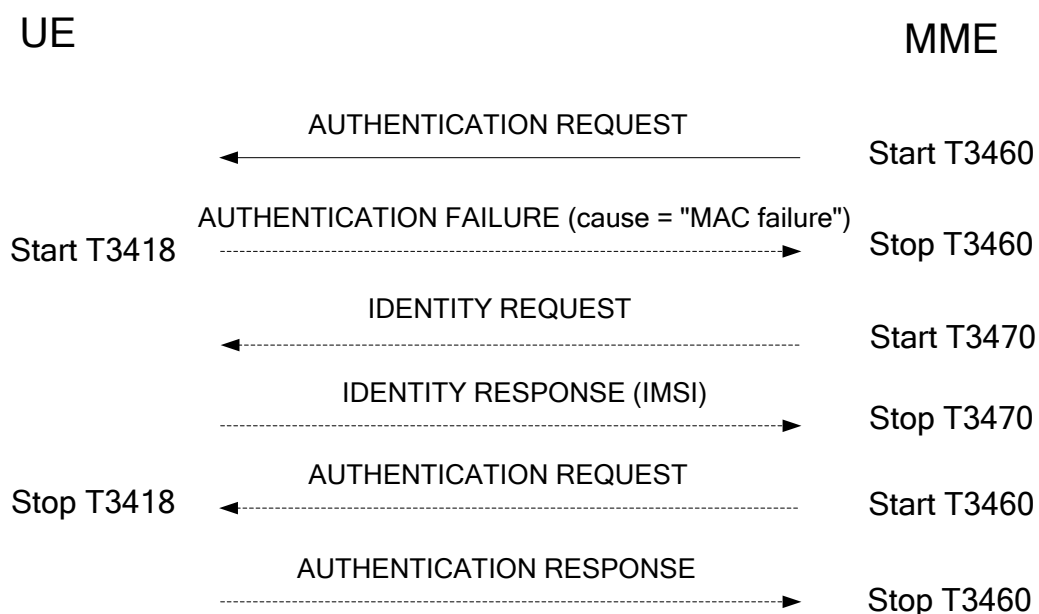 UE
MME
AUTHENTICATION REQUEST
Start T3460
AUTHENTICATION FAILURE (cause = "MAC failure")
Start T3418
Stop T3460
IDENTITY REQUEST
Start T3470
IDENTITY RESPONSE (IMSI)
Stop T3470
AUTHENTICATION REQUEST
Stop T3418
Start T3460
AUTHENTICATION RESPONSE
Stop T3460